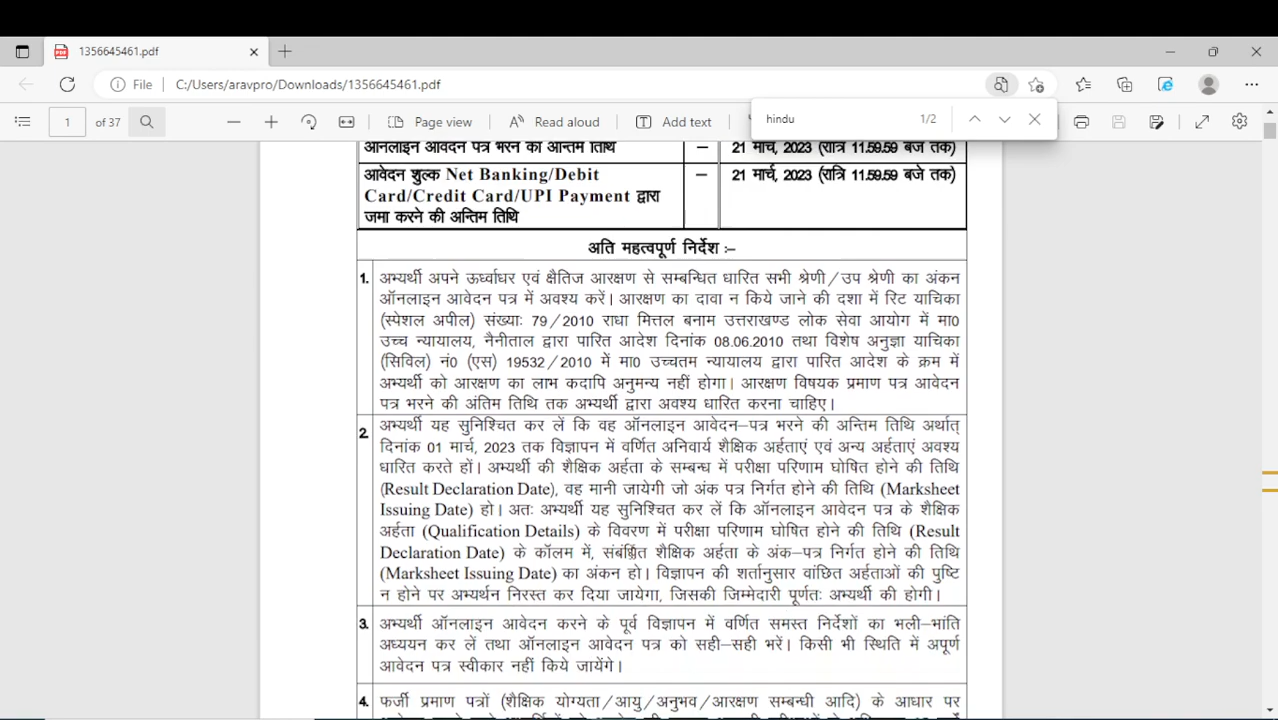 1356645461.pdf
File | C:/Users/aravpro/Downloads/1356645461.pdf
hindu 1/2
1 of 37 Page view Read aloud Add text
ऑनलाइन आवेदन पत्र भरने की अन्तिम तिथि – 21 मार्च, 2023 (रात्रि 11.59.59 बजे तक)
आवेदन शुल्क Net Banking/Debit – 21 मार्च, 2023 (रात्रि 11.59.59 बजे तक)
Card/Credit Card/UPI Payment द्वारा
जमा करने की अन्तिम तिथि
अति महत्वपूर्ण निर्देश :–
1. अभ्यर्थी अपने ऊर्ध्वाधर एवं क्षैतिज आरक्षण से सम्बन्धित धारित सभी श्रेणी/उप श्रेणी का अंकन
ऑनलाइन आवेदन पत्र में अवश्य करें। आरक्षण का दावा न किये जाने की दशा में रिट याचिका
(स्पेशल अपील) संख्याः 79/2010 राधा मित्तल बनाम उत्तराखण्ड लोक सेवा आयोग में मा0
उच्च न्यायालय, नैनीताल द्वारा पारित आदेश दिनांक 08.06.2010 तथा विशेष अनुज्ञा याचिका
(सिविल) नं0 (एस) 19532/2010 में मा0 उच्चतम न्यायालय द्वारा पारित आदेश के क्रम में
अभ्यर्थी को आरक्षण का लाभ कदापि अनुमन्य नहीं होगा। आरक्षण विषयक प्रमाण पत्र आवेदन
पत्र भरने की अंतिम तिथि तक अभ्यर्थी द्वारा अवश्य धारित करना चाहिए।
2. अभ्यर्थी यह सुनिश्चित कर लें कि वह ऑनलाइन आवेदन–पत्र भरने की अन्तिम तिथि अर्थात्
दिनांक 01 मार्च, 2023 तक विज्ञापन में वर्णित अनिवार्य शैक्षिक अर्हताएं एवं अन्य अर्हताएं अवश्य
धारित करते हों। अभ्यर्थी की शैक्षिक अर्हता के सम्बन्ध में परीक्षा परिणाम घोषित होने की तिथि
(Result Declaration Date), वह मानी जायेगी जो अंक पत्र निर्गत होने की तिथि (Marksheet
Issuing Date) हो। अतः अभ्यर्थी यह सुनिश्चित कर लें कि ऑनलाइन आवेदन पत्र के शैक्षिक
अर्हता (Qualification Details) के विवरण में परीक्षा परिणाम घोषित होने की तिथि (Result
Declaration Date) के कॉलम में, संबंधित शैक्षिक अर्हता के अंक–पत्र निर्गत होने की तिथि
(Marksheet Issuing Date) का अंकन हो। विज्ञापन की शर्तानुसार वांछित अर्हताओं की पुष्टि
न होने पर अभ्यर्थन निरस्त कर दिया जायेगा, जिसकी जिम्मेदारी पूर्णतः अभ्यर्थी की होगी।
3. अभ्यर्थी ऑनलाइन आवेदन करने के पूर्व विज्ञापन में वर्णित समस्त निर्देशों का भली–भांति
अध्ययन कर लें तथा ऑनलाइन आवेदन पत्र को सही–सही भरें। किसी भी स्थिति में अपूर्ण
आवेदन पत्र स्वीकार नहीं किये जायेंगे।
4. फर्जी प्रमाण पत्रों (शैक्षिक योग्यता/आयु/अनुभव/आरक्षण सम्बन्धी आदि) के आधार पर